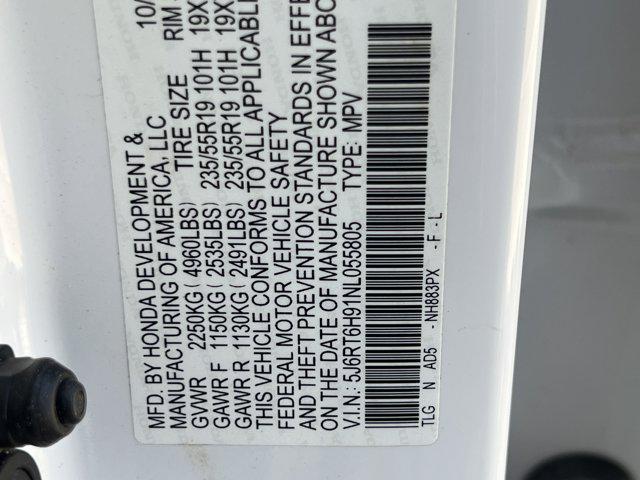 MFD. BY HONDA DEVELOPMENT & 10/
MANUFACTURING OF AMERICA, LLC
TIRE SIZE RIM
GVWR 2250KG ( 4960LBS)
GAWR F 1150KG ( 2535LBS) 235/55R19 101H 19X
GAWR R 1130KG ( 2491LBS) 235/55R19 101H 19X
THIS VEHICLE CONFORMS TO ALL APPLICABLE
FEDERAL MOTOR VEHICLE SAFETY
AND THEFT PREVENTION STANDARDS IN EFFE
ON THE DATE OF MANUFACTURE SHOWN ABO
V.I.N.: 5J6RT6H91NL055805 TYPE: MPV
TLG N AD5 -NH883PX - F - L